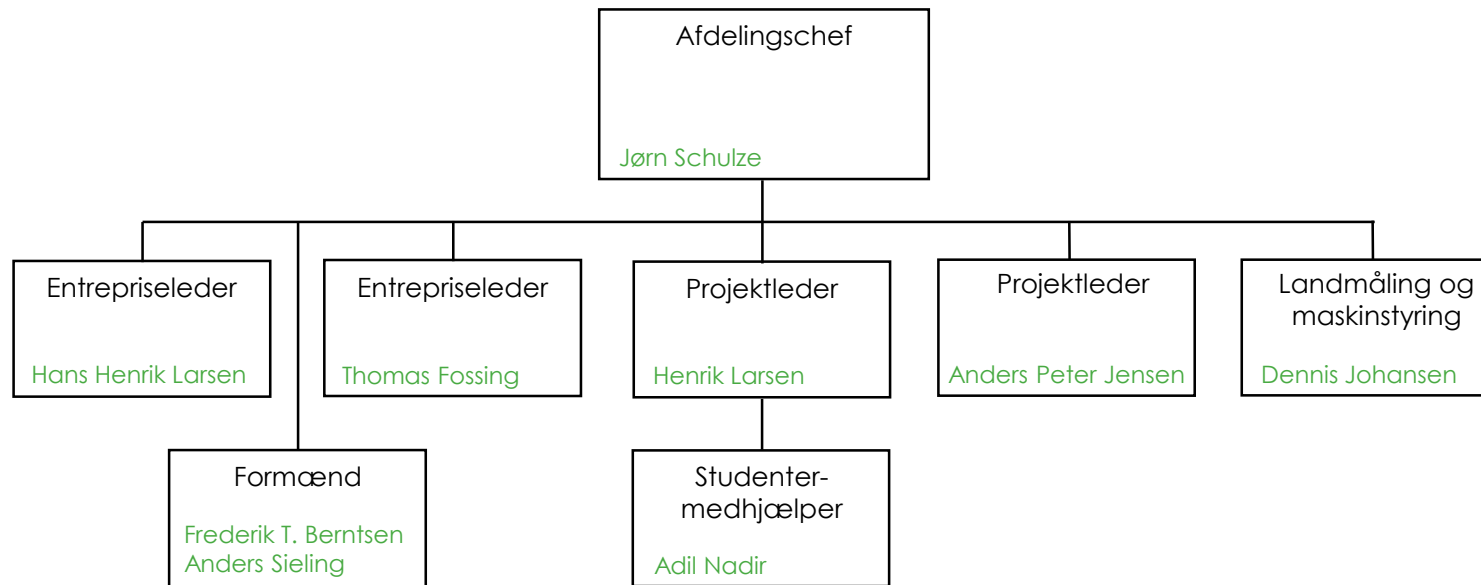 Afdelingschef
Jørn Schulze
Entrepriseleder
Hans Henrik Larsen
Entrepriseleder
Thomas Fossing
Projektleder
Henrik Larsen
Projektleder
Anders Peter Jensen
Landmåling og
maskinstyring
Dennis Johansen
Formænd
Frederik T. Berntsen
Anders Sieling
Studenter-
medhjælper
Adil Nadir